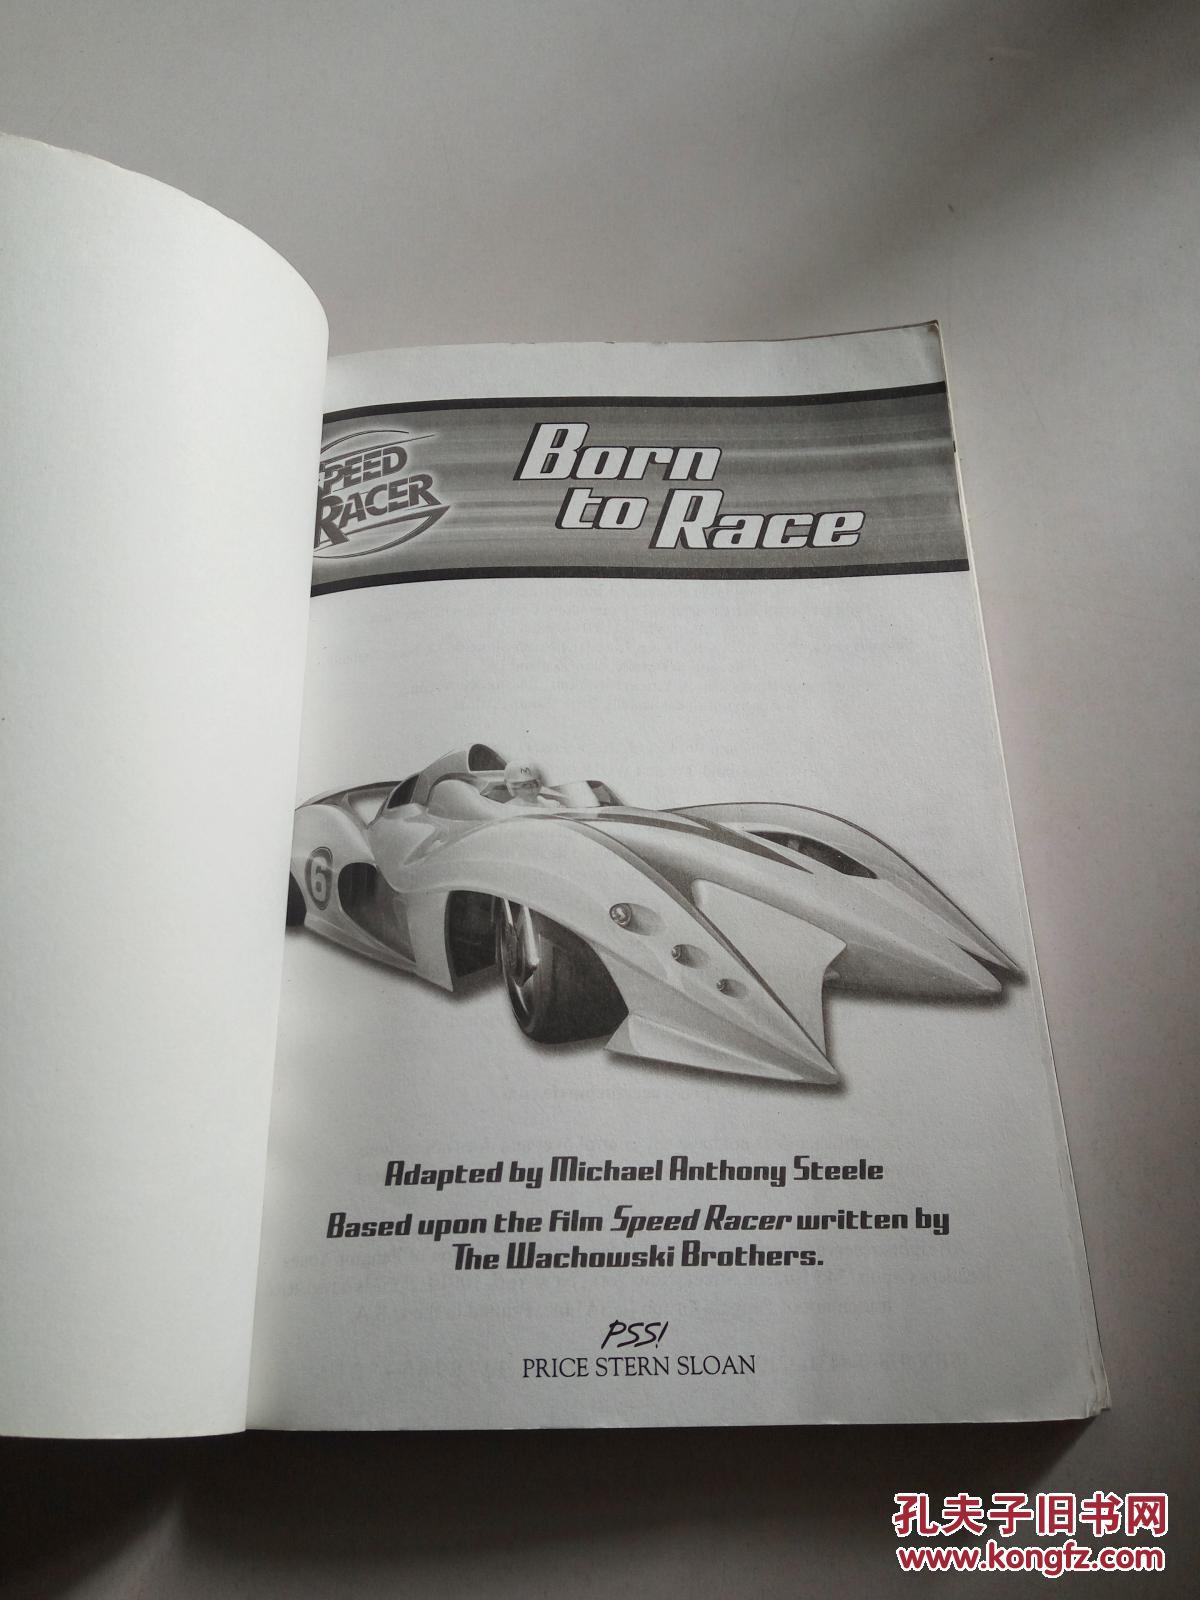 SPEED
RACER
Born
to Race
3
6
Adapted by Michael Anthony Steele
Based upon the film Speed Racer written by
The Wachowski Brothers.
PSS!
PRICE STERN SLOAN
孔夫子旧书网
www.kongfz.com